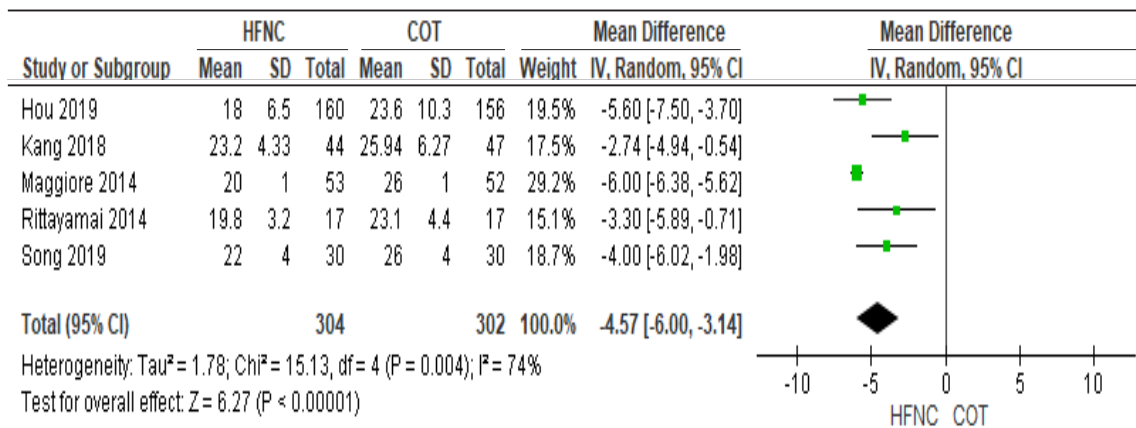 HFNC COT Mean Difference Mean Difference
Study or Subgroup Mean SD Total Mean SD Total Weight IV, Random, 95% CI IV, Random, 95% CI
Hou 2019 18 6.5 160 23.6 10.3 156 19.5% -5.60 [-7.50, -3.70]
Kang 2018 23.2 4.33 44 25.94 6.27 47 17.5% -2.74 [-4.94, -0.54]
Maggiore 2014 20 1 53 26 1 52 29.2% -6.00 [-6.38, -5.62]
Rittayamai 2014 19.8 3.2 17 23.1 4.4 17 15.1% -3.30 [-5.89, -0.71]
Song 2019 22 4 30 26 4 30 18.7% -4.00 [-6.02, -1.98]
Total (95% CI) 304 302 100.0% -4.57 [-6.00, -3.14]
Heterogeneity: Tau² = 1.78; Chi² = 15.13, df = 4 (P = 0.004); I² = 74%
Test for overall effect: Z = 6.27 (P < 0.00001)
-10 -5 0 5 10
HFNC COT